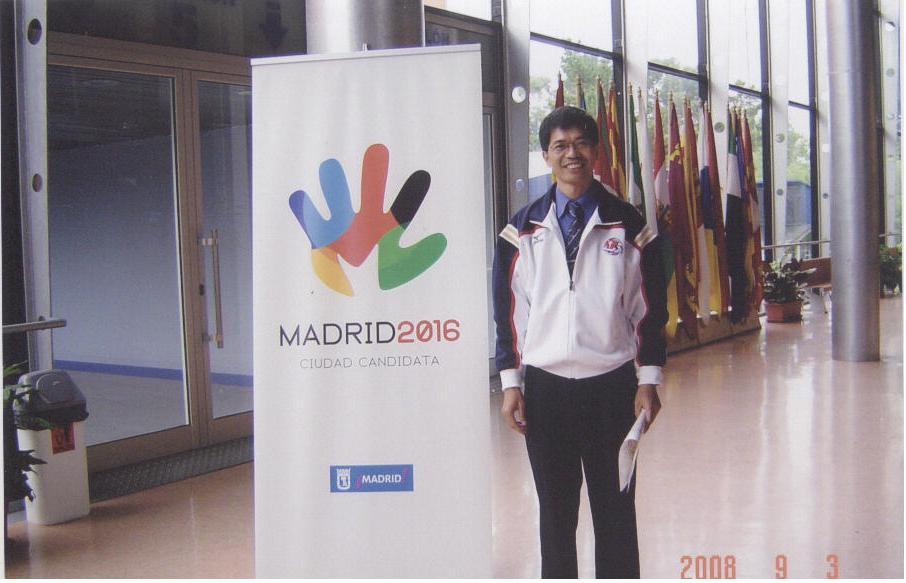 MADRID2016
CIUDAD CANDIDATA
¡MADRID!
2008 9 3